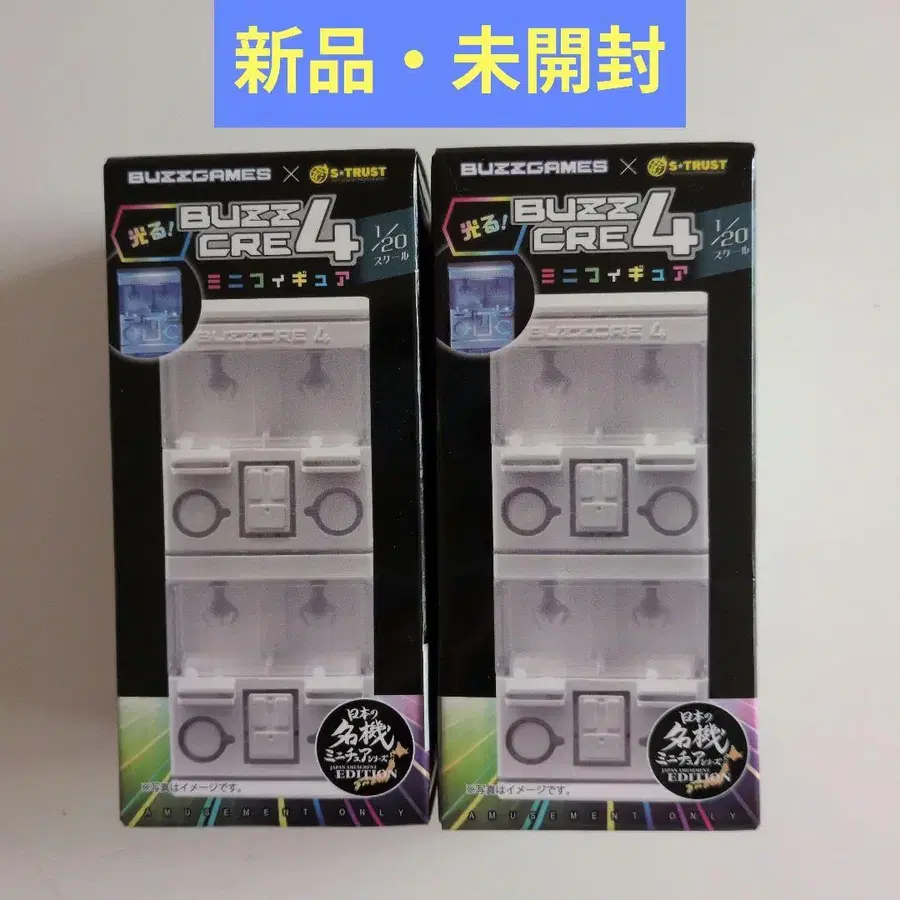 新品・未開封
BUZZGAMES × S★TRUST
光る!
BUZZ
CRE 4
1/20
スケール
ミニフィギュア
BUZZCRE 4
日本の
名機
ミニチュアシリーズ
JAPAN AMUSEMENT
EDITION
※写真はイメージです。
AMUSEMENT ONLY
BUZZGAMES × S★TRUST
光る!
BUZZ
CRE 4
1/20
スケール
ミニフィギュア
BUZZCRE 4
日本の
名機
ミニチュアシリーズ
JAPAN AMUSEMENT
EDITION
※写真はイメージです。
AMUSEMENT ONLY